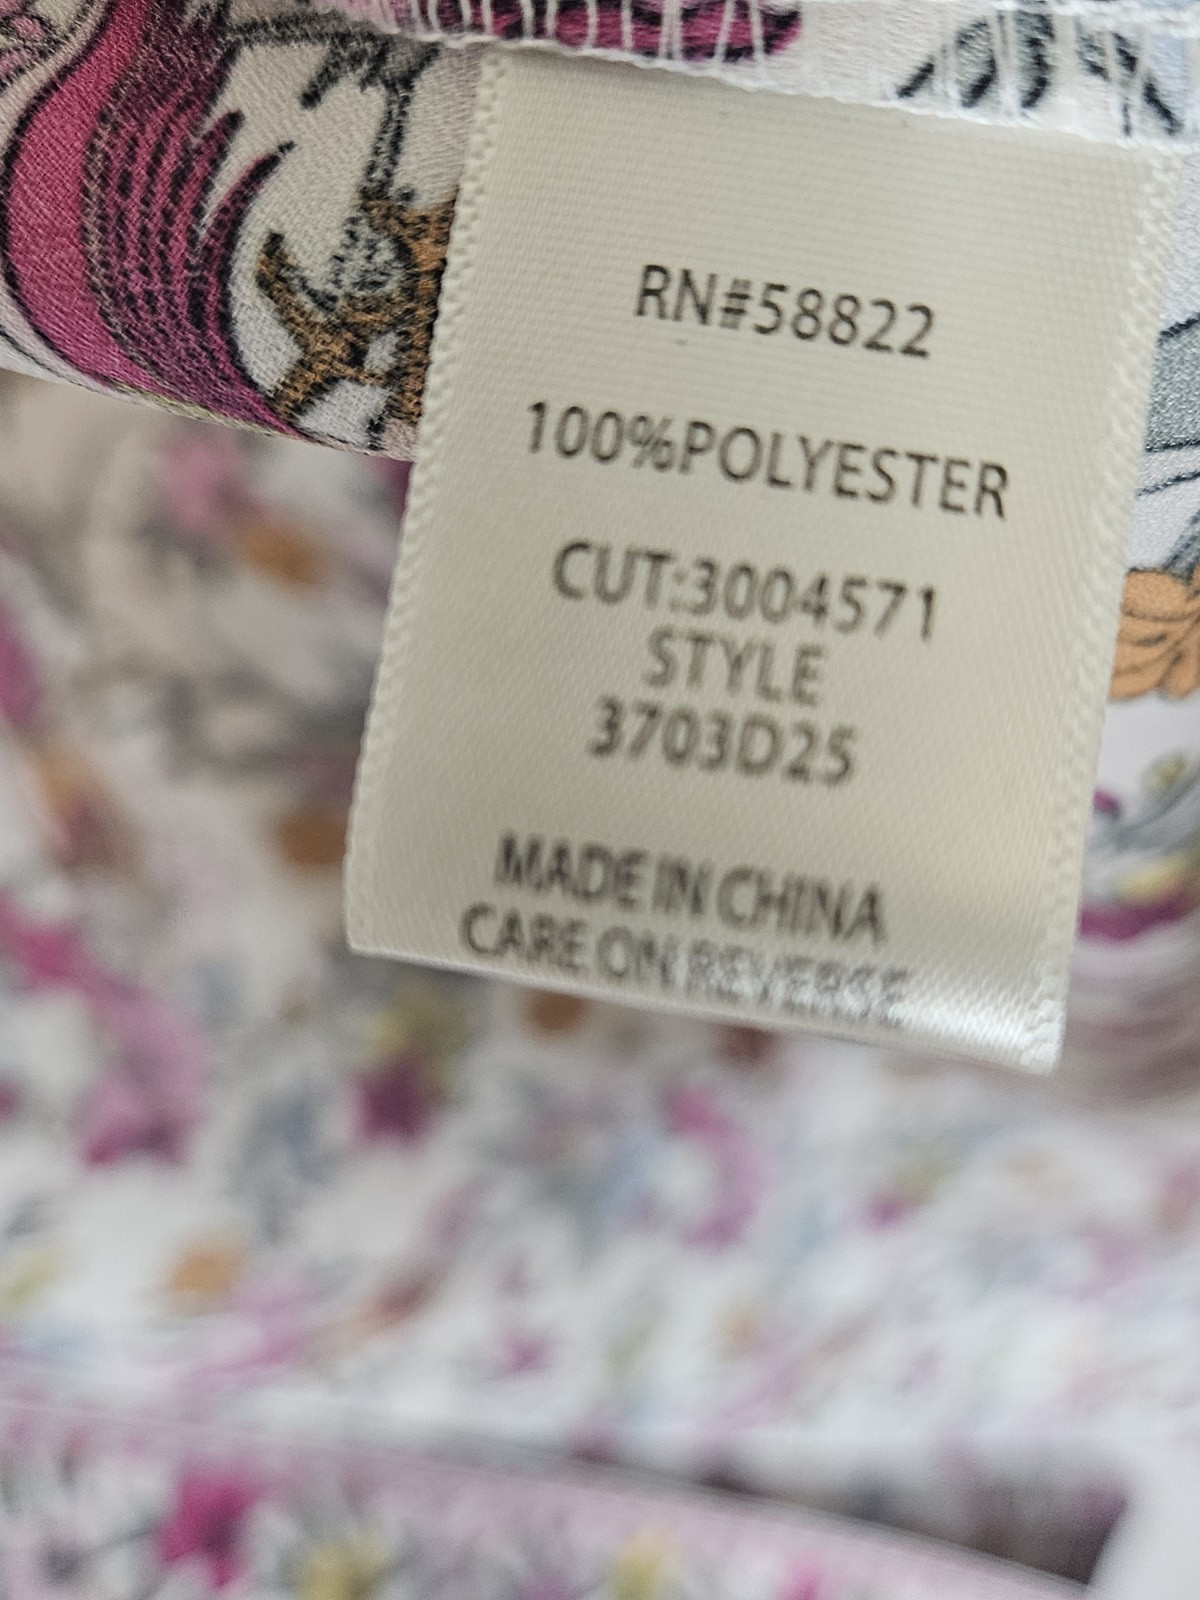 RN#58822
100%POLYESTER
CUT:3004571
STYLE
3703D25
MADE IN CHINA
CARE ON REVERSE